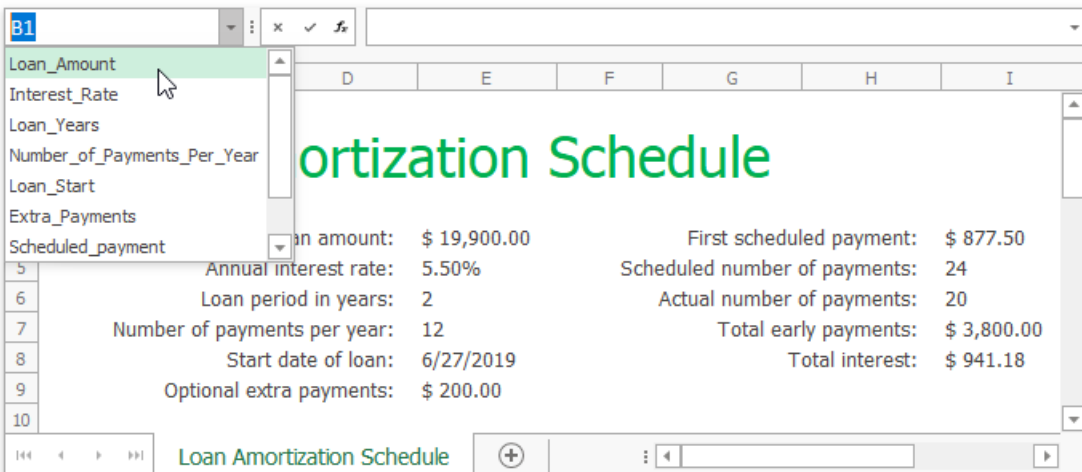 B1
fx
Loan_Amount
Interest_Rate
Loan_Years
Number_of_Payments_Per_Year
Loan_Start
Extra_Payments
Scheduled_payment
D E F G H I
ortization Schedule
an amount: $ 19,900.00 First scheduled payment: $ 877.50
5 Annual interest rate: 5.50% Scheduled number of payments: 24
6 Loan period in years: 2 Actual number of payments: 20
7 Number of payments per year: 12 Total early payments: $ 3,800.00
8 Start date of loan: 6/27/2019 Total interest: $ 941.18
9 Optional extra payments: $ 200.00
10
Loan Amortization Schedule